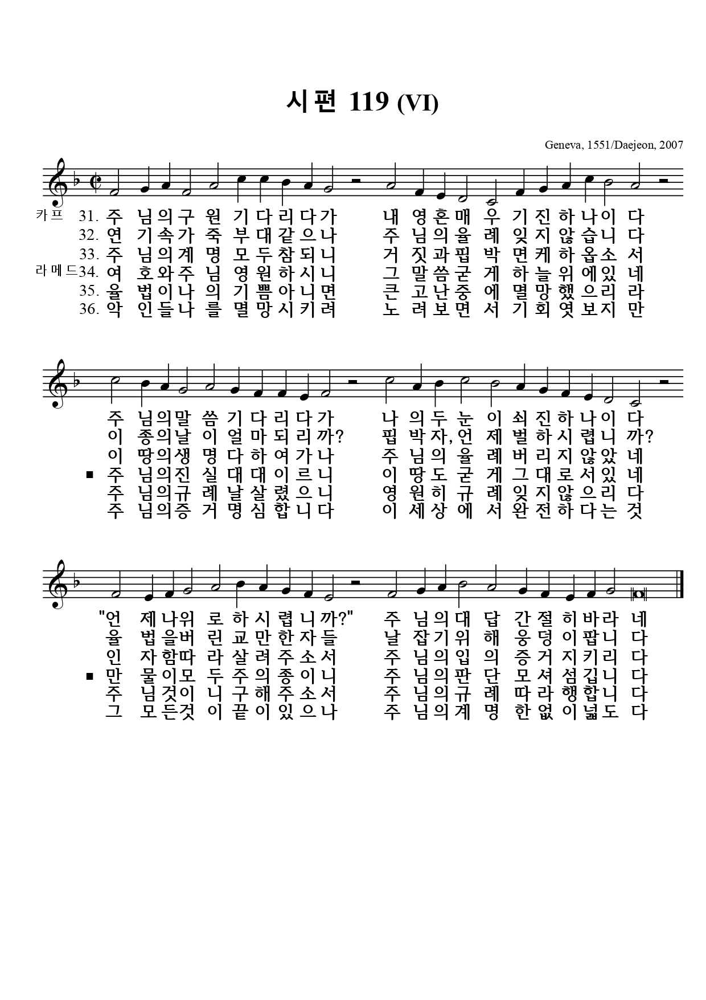 시편 119 (VI)
Geneva, 1551/Daejeon, 2007
카프 31. 주 님의구 원 기다리다가 내 영혼매 우 기진하나이 다
32. 연 기속가 죽 부대같으나 주 님의율 례 잊지않습니 다
33. 주 님의계 명 모두참되니 거 짓과핍 박 면케하옵소 서
라메드34. 여 호와주 님 영원하시니 그 말씀굳 게 하늘위에있 네
35. 율 법이나 의 기쁨아니면 큰 고난중 에 멸망했으리 라
36. 악 인들나 를 멸망시키려 노 려보면 서 기회엿보지 만
주 님의말 씀 기다리다가 나 의두눈 이 쇠진하나이 다
이 종의날 이 얼마되리까? 핍 박자,언 제 벌하시렵니 까?
이 땅의생 명 다하여가나 주 님의율 례 버리지않았 네
■ 주 님의진 실 대대이르니 이 땅도굳 게 그대로서있 네
주 님의규 례 날살렸으니 영 원히규 례 잊지않으리 다
주 님의증 거 명심합니다 이 세상에 서 완전하다는 것
"언 제나위 로 하시렵니까?" 주 님의대 답 간절히바라 네
율 법을버 린 교만한자들 날 잡기위 해 웅덩이팝니 다
인 자함따 라 살려주소서 주 님의입 의 증거지키리 다
■ 만 물이모 두 주의종이니 주 님의판 단 모셔섬깁니 다
주 님것이 니 구해주소서 주 님의규 례 따라행합니 다
그 모든것 이 끝이있으나 주 님의계 명 한없이넓도 다